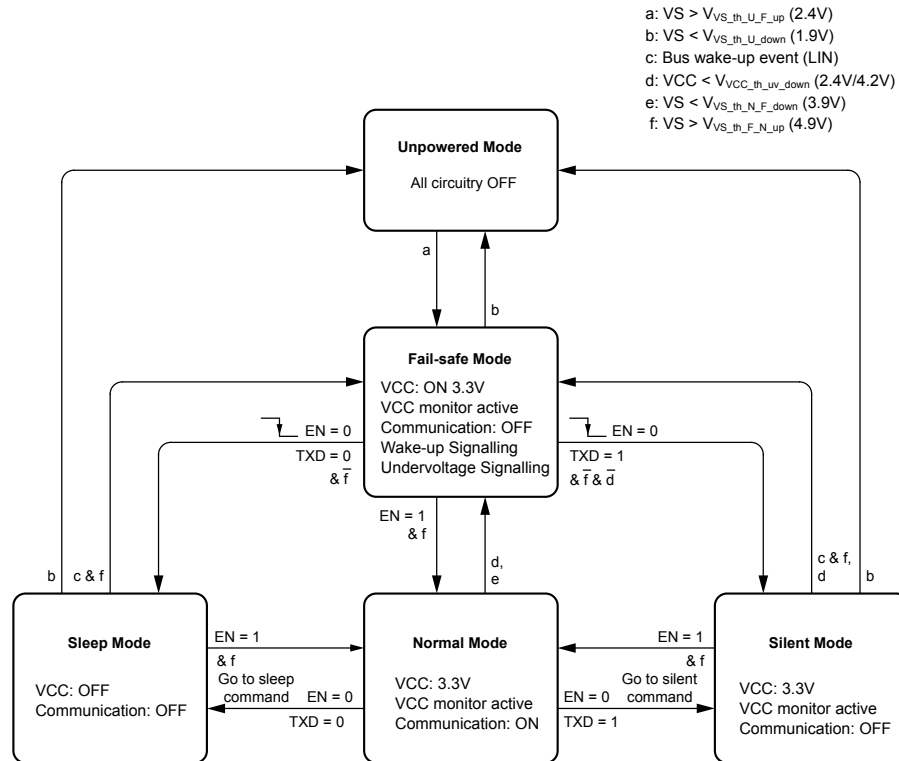 a: VS > V_VS_th_U_F_up (2.4V)
b: VS < V_VS_th_U_down (1.9V)
c: Bus wake-up event (LIN)
d: VCC < V_VCC_th_uv_down (2.4V/4.2V)
e: VS < V_VS_th_N_F_down (3.9V)
f: VS > V_VS_th_F_N_up (4.9V)
Unpowered Mode
All circuitry OFF
a
b
Fail-safe Mode
VCC: ON 3.3V
VCC monitor active
Communication: OFF
Wake-up Signalling
Undervoltage Signalling
EN = 0
TXD = 0
& f̅
EN = 0
TXD = 1
& f̅ & d̅
EN = 1
& f
d,
e
b
c & f
c & f,
d
b
Sleep Mode
VCC: OFF
Communication: OFF
EN = 1
& f
Go to sleep
command
EN = 0
TXD = 0
Normal Mode
VCC: 3.3V
VCC monitor active
Communication: ON
EN = 1
& f
Go to silent
command
EN = 0
TXD = 1
Silent Mode
VCC: 3.3V
VCC monitor active
Communication: OFF